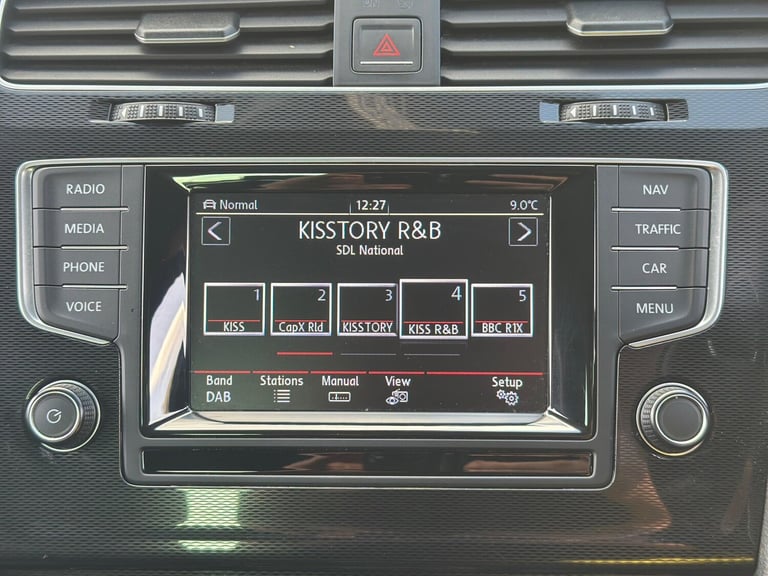 RADIO
MEDIA
PHONE
VOICE
Normal 12:27 9.0°C
< KISSTORY R&B >
SDL National
1 2 3 4 5
KISS CapX Rld KISSTORY KISS R&B BBC R1X
Band Stations Manual View Setup
DAB
NAV
TRAFFIC
CAR
MENU